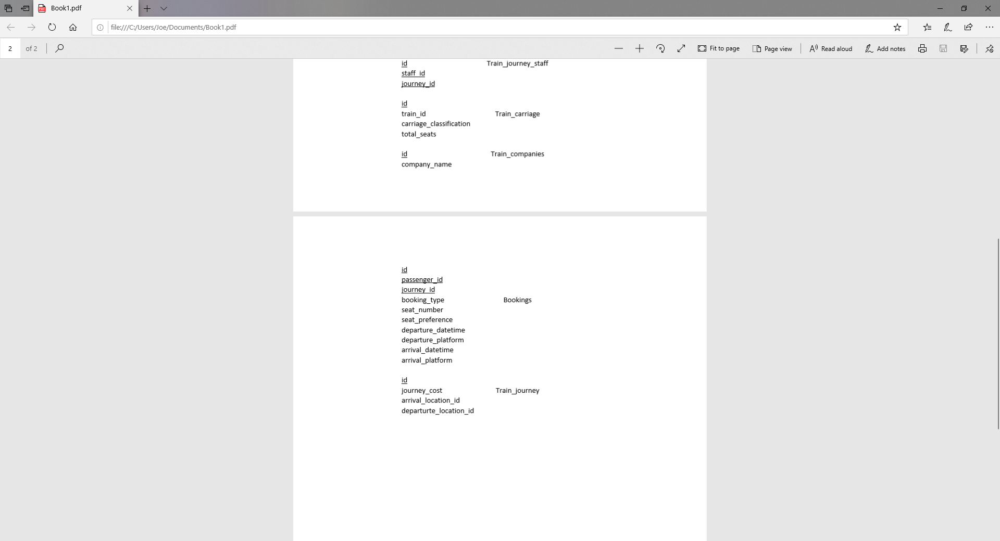 Book1.pdf
file:///C:/Users/Joe/Documents/Book1.pdf
2 of 2 Fit to page Page view Read aloud Add notes
id Train_journey_staff
staff_id
journey_id
id
train_id Train_carriage
carriage_classification
total_seats
id Train_companies
company_name
id
passenger_id
journey_id
booking_type Bookings
seat_number
seat_preference
departure_datetime
departure_platform
arrival_datetime
arrival_platform
id
journey_cost Train_journey
arrival_location_id
departurte_location_id